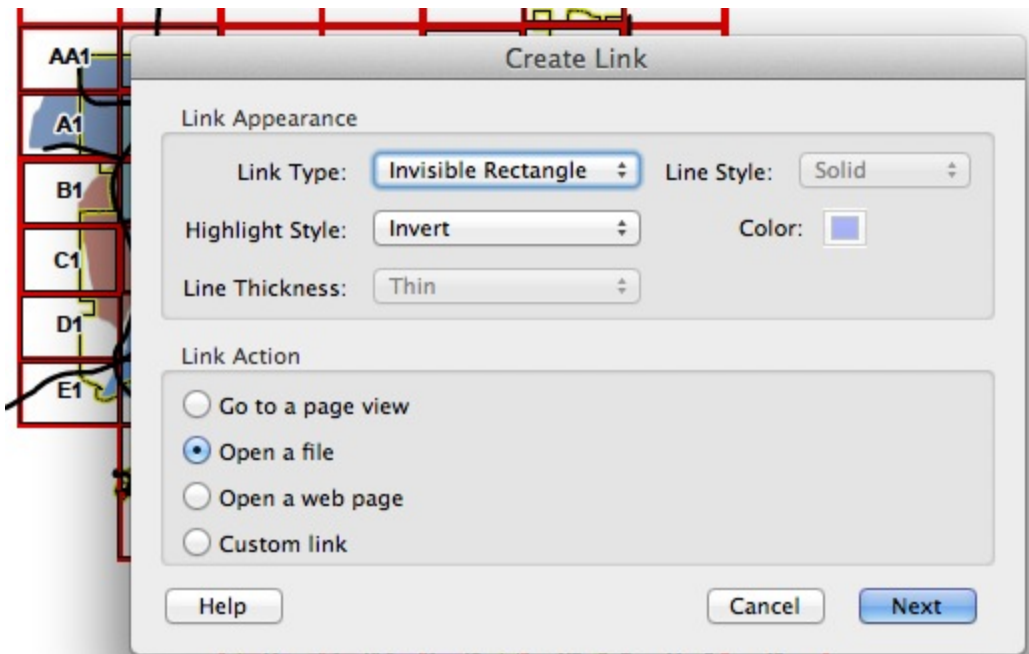 AA1
A1
B1
C1
D1
E1
Create Link
Link Appearance
Link Type: Invisible Rectangle Line Style: Solid
Highlight Style: Invert Color:
Line Thickness: Thin
Link Action
Go to a page view
Open a file
Open a web page
Custom link
Help Cancel Next